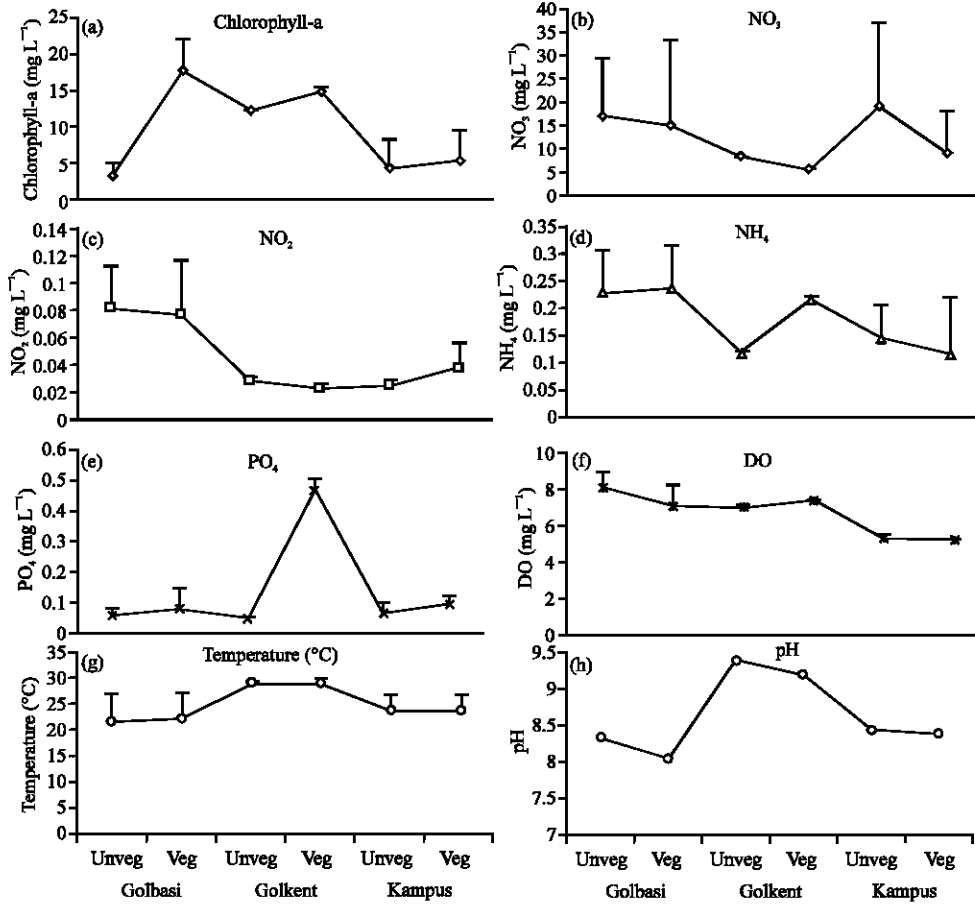 (a) Chlorophyll-a
Chlorophyll-a (mg L⁻¹)
25
20
15
10
5
0
(b) NO₃
NO₃ (mg L⁻¹)
40
35
30
25
20
15
10
5
0
(c) NO₂
NO₂ (mg L⁻¹)
0.14
0.12
0.1
0.08
0.06
0.04
0.02
0
(d) NH₄
NH₄ (mg L⁻¹)
0.35
0.3
0.25
0.2
0.15
0.1
0.05
0
(e) PO₄
PO₄ (mg L⁻¹)
0.6
0.5
0.4
0.3
0.2
0.1
0
(f) DO
DO (mg L⁻¹)
10
8
6
4
2
0
(g) Temperature (°C)
Temperature (°C)
35
30
25
20
15
10
5
0
Unveg Veg Unveg Veg Unveg Veg
Golbasi Golkent Kampus
(h) pH
pH
9.5
9
8.5
8
7.5
7
Unveg Veg Unveg Veg Unveg Veg
Golbasi Golkent Kampus